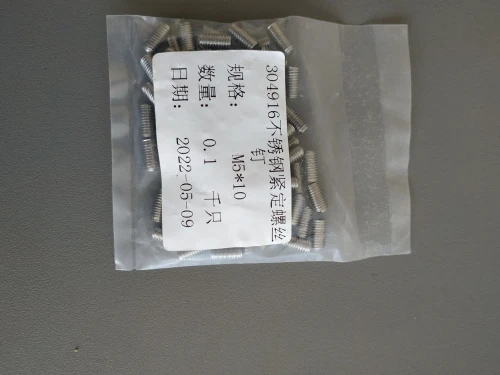 304916不锈钢紧定螺丝
钉
规格: M5*10
数量: 0.1 千只
日期: 2022-05-09